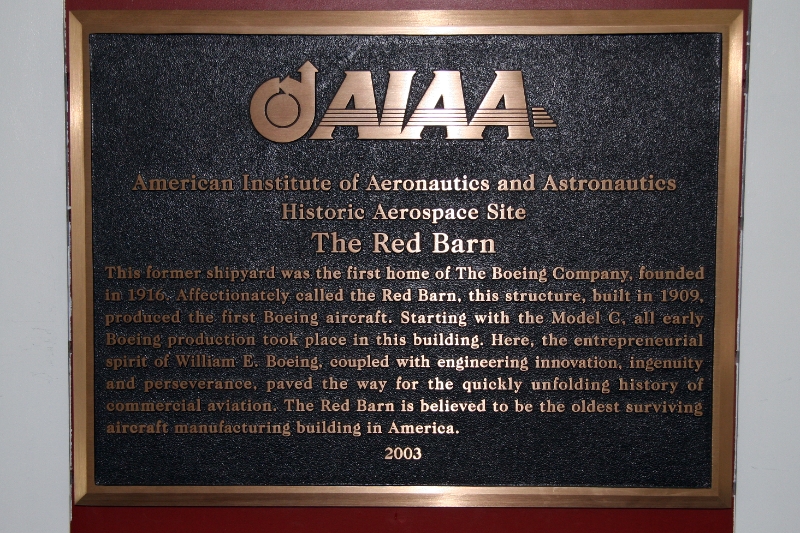 AIAA
American Institute of Aeronautics and Astronautics
Historic Aerospace Site
The Red Barn
This former shipyard was the first home of The Boeing Company, founded
in 1916. Affectionately called the Red Barn, this structure, built in 1909,
produced the first Boeing aircraft. Starting with the Model C, all early
Boeing production took place in this building. Here, the entrepreneurial
spirit of William E. Boeing, coupled with engineering innovation, ingenuity
and perseverance, paved the way for the quickly unfolding history of
commercial aviation. The Red Barn is believed to be the oldest surviving
aircraft manufacturing building in America.
2003